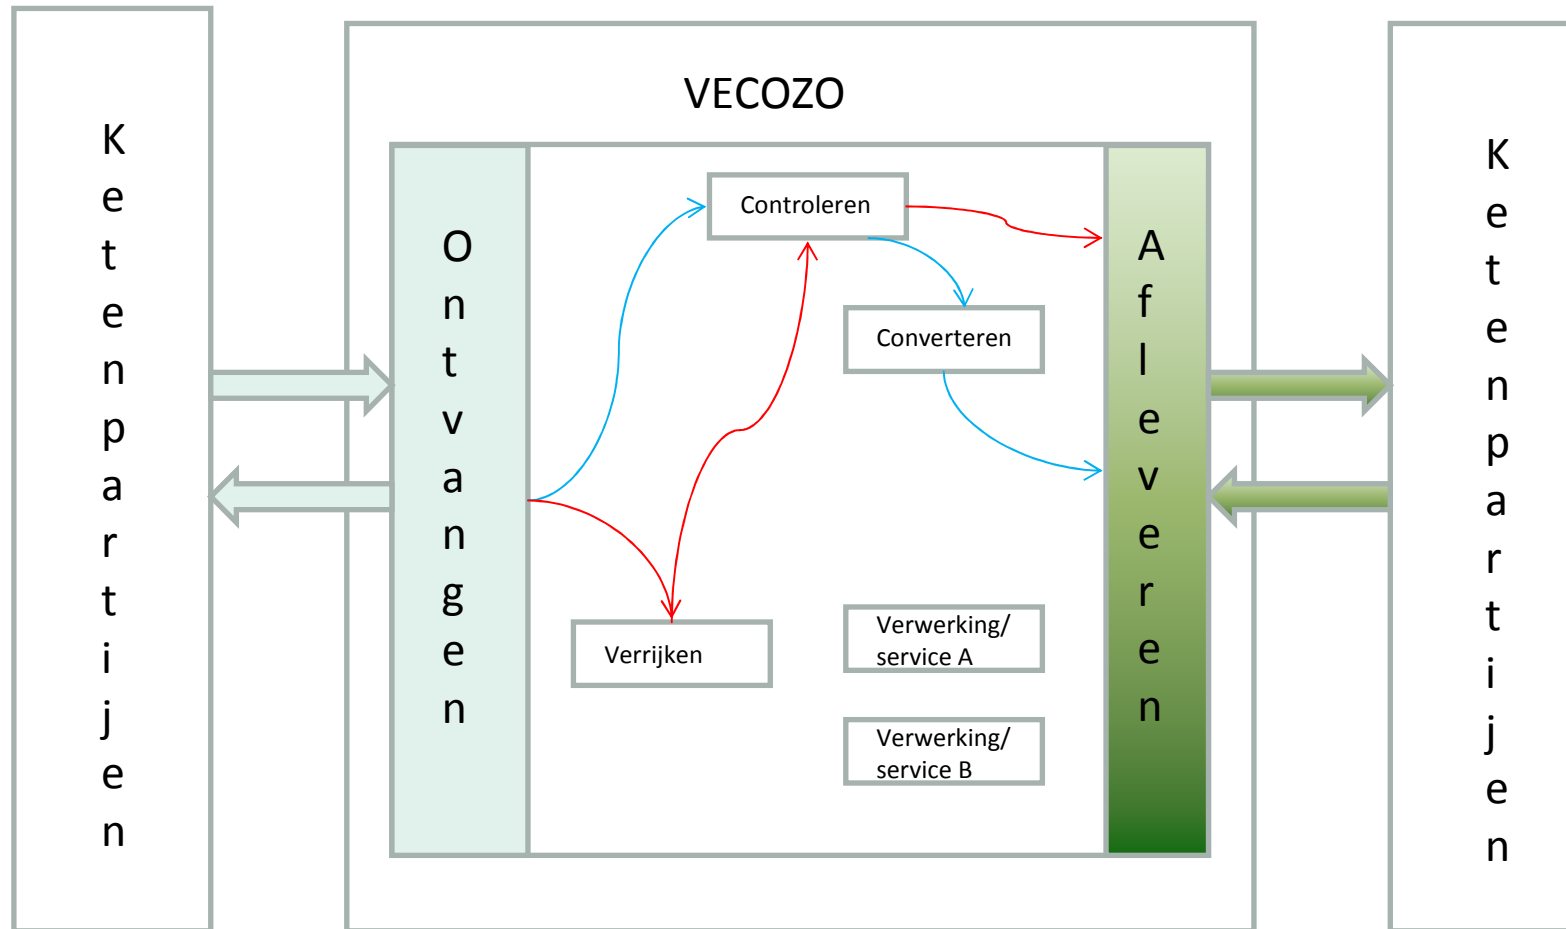 Ketenpartijen
VECOZO
Ontvangen
Controleren
Converteren
Verrijken
Verwerking/
service A
Verwerking/
service B
Afleveren
Ketenpartijen